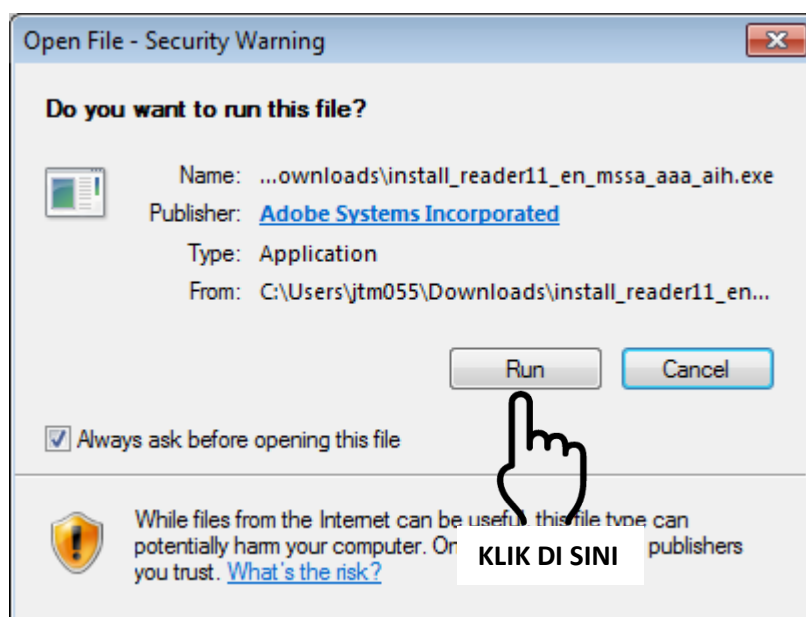 Open File - Security Warning
Do you want to run this file?
Name: ...ownloads\install_reader11_en_mssa_aaa_aih.exe
Publisher: Adobe Systems Incorporated
Type: Application
From: C:\Users\jtm055\Downloads\install_reader11_en...
Run Cancel
Always ask before opening this file
While files from the Internet can be useful, this file type can
potentially harm your computer. On publishers
you trust. What's the risk?
KLIK DI SINI